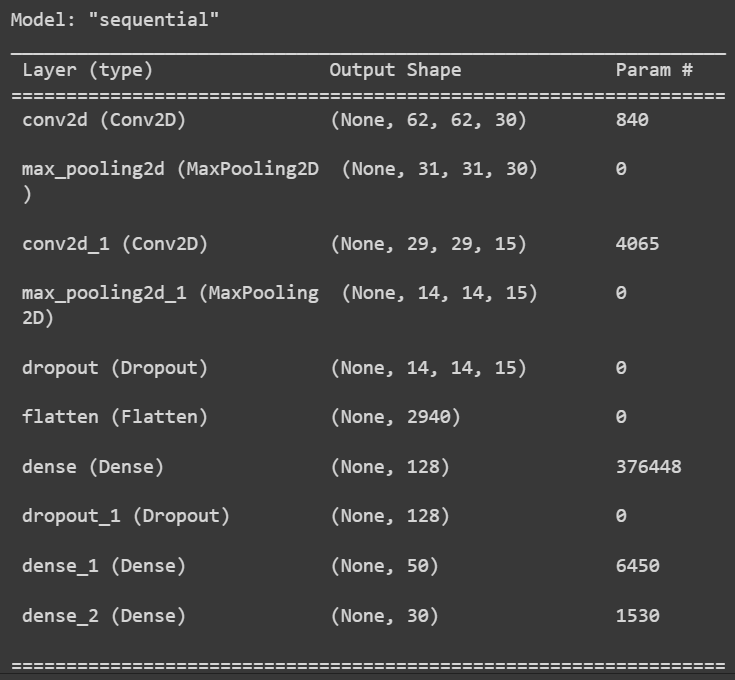 Model: "sequential"
_________________________________________________________________
Layer (type) Output Shape Param #
=================================================================
conv2d (Conv2D) (None, 62, 62, 30) 840
max_pooling2d (MaxPooling2D (None, 31, 31, 30) 0
)
conv2d_1 (Conv2D) (None, 29, 29, 15) 4065
max_pooling2d_1 (MaxPooling (None, 14, 14, 15) 0
2D)
dropout (Dropout) (None, 14, 14, 15) 0
flatten (Flatten) (None, 2940) 0
dense (Dense) (None, 128) 376448
dropout_1 (Dropout) (None, 128) 0
dense_1 (Dense) (None, 50) 6450
dense_2 (Dense) (None, 30) 1530
=================================================================